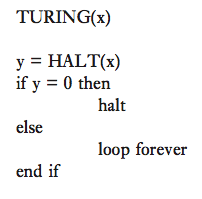 TURING(x)
y = HALT(x)
if y = 0 then
halt
else
loop forever
end if